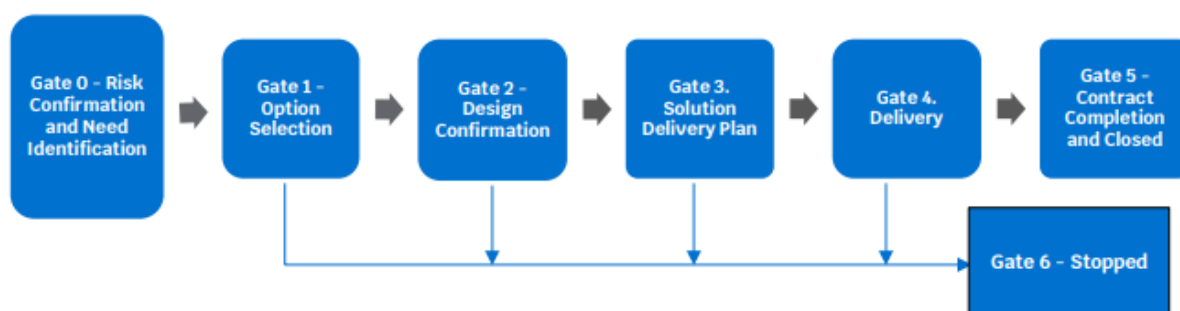 Gate 0 - Risk
Confirmation
and Need
Identification
Gate 1 -
Option
Selection
Gate 2 -
Design
Confirmation
Gate 3.
Solution
Delivery Plan
Gate 4.
Delivery
Gate 5 -
Contract
Completion
and Closed
Gate 6 - Stopped